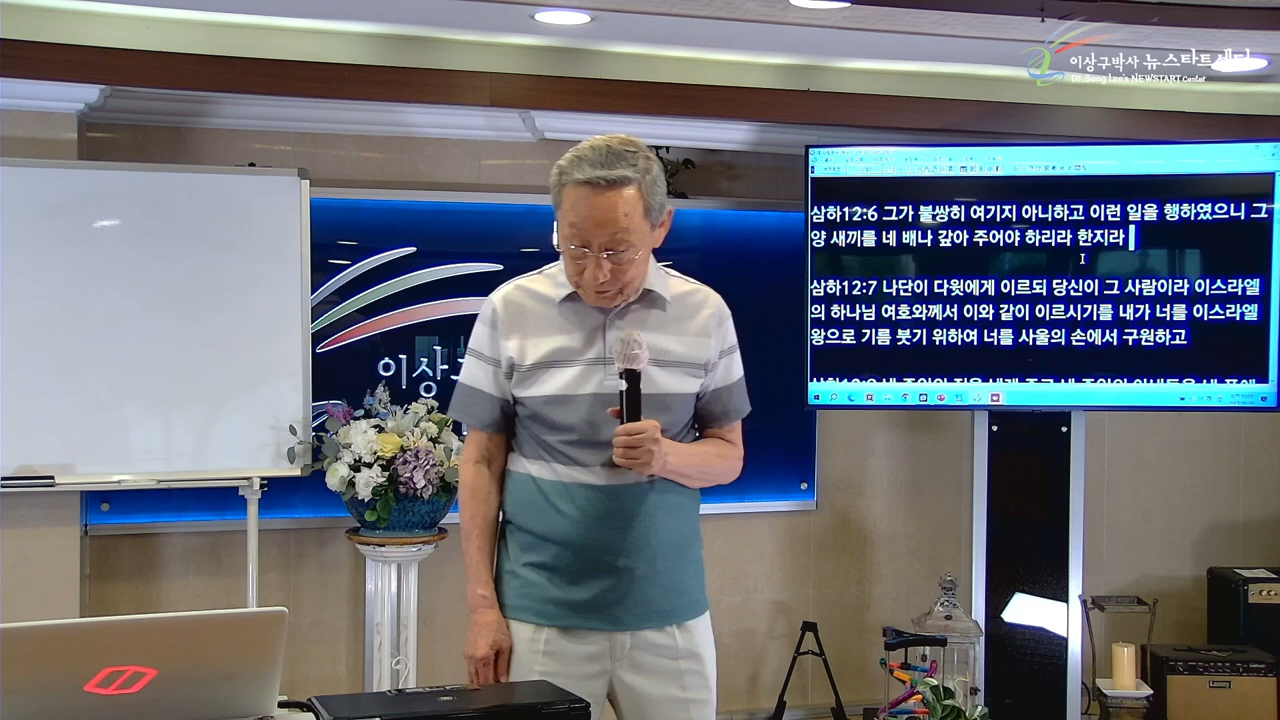 이상구박사 뉴스타트센터
Dr.Sang Lee's NEWSTART Center
삼하12:6 그가 불쌍히 여기지 아니하고 이런 일을 행하였으니 그
양 새끼를 네 배나 갚아 주어야 하리라 한지라
삼하12:7 나단이 다윗에게 이르되 당신이 그 사람이라 이스라엘
의 하나님 여호와께서 이와 같이 이르시기를 내가 너를 이스라엘
왕으로 기름 붓기 위하여 너를 사울의 손에서 구원하고
이상
Laney